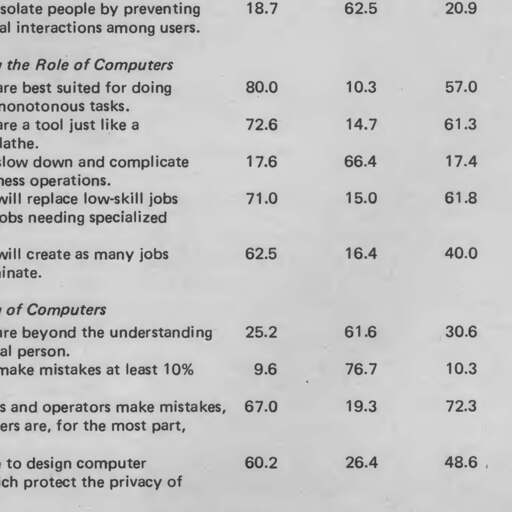 solate people by preventing 18.7 62.5 20.9
al interactions among users.
the Role of Computers
are best suited for doing 80.0 10.3 57.0
monotonous tasks.
are a tool just like a 72.6 14.7 61.3
lathe.
slow down and complicate 17.6 66.4 17.4
ness operations.
will replace low-skill jobs 71.0 15.0 61.8
obs needing specialized
will create as many jobs 62.5 16.4 40.0
inate.
of Computers
are beyond the understanding 25.2 61.6 30.6
al person.
make mistakes at least 10% 9.6 76.7 10.3
s and operators make mistakes, 67.0 19.3 72.3
ers are, for the most part,
to design computer 60.2 26.4 48.6
ch protect the privacy of